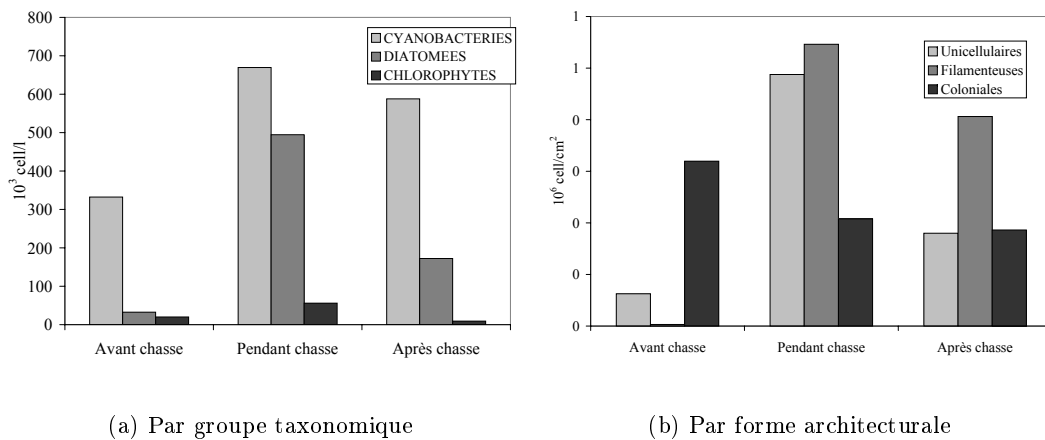 800
700
600
500
400
300
200
100
0
10³ cell/l
CYANOBACTERIES
DIATOMEES
CHLOROPHYTES
Avant chasse
Pendant chasse
Après chasse
(a) Par groupe taxonomique
1
1
0
0
0
0
0
10⁶ cell/cm²
Unicellulaires
Filamenteuses
Coloniales
Avant chasse
Pendant chasse
Après chasse
(b) Par forme architecturale